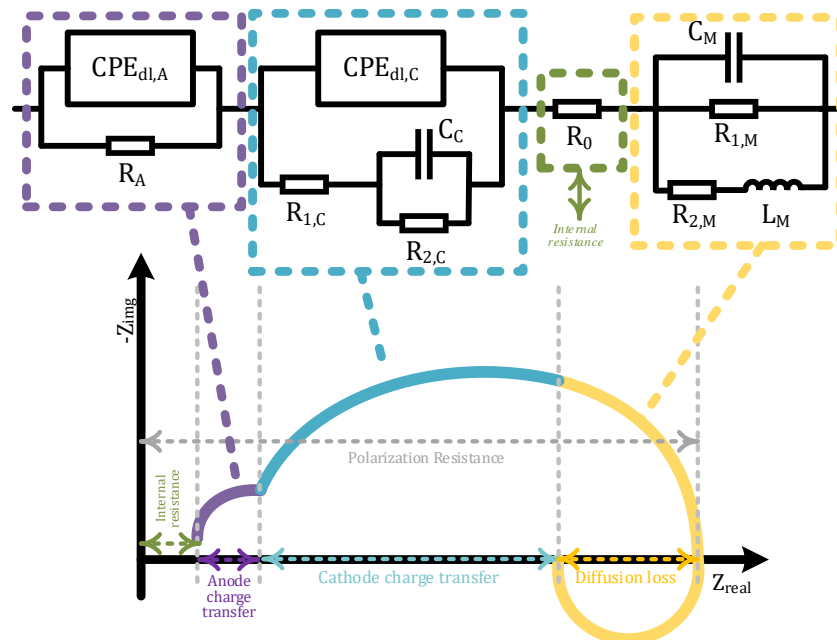 CPEdl,A
RA
CPEdl,C
CC
R1,C
R2,C
R0
Internal
resistance
CM
R1,M
R2,M
LM
-Zimg
Polarization Resistance
Internal
resistance
Anode
charge
transfer
Cathode charge transfer
Diffusion loss
Zreal